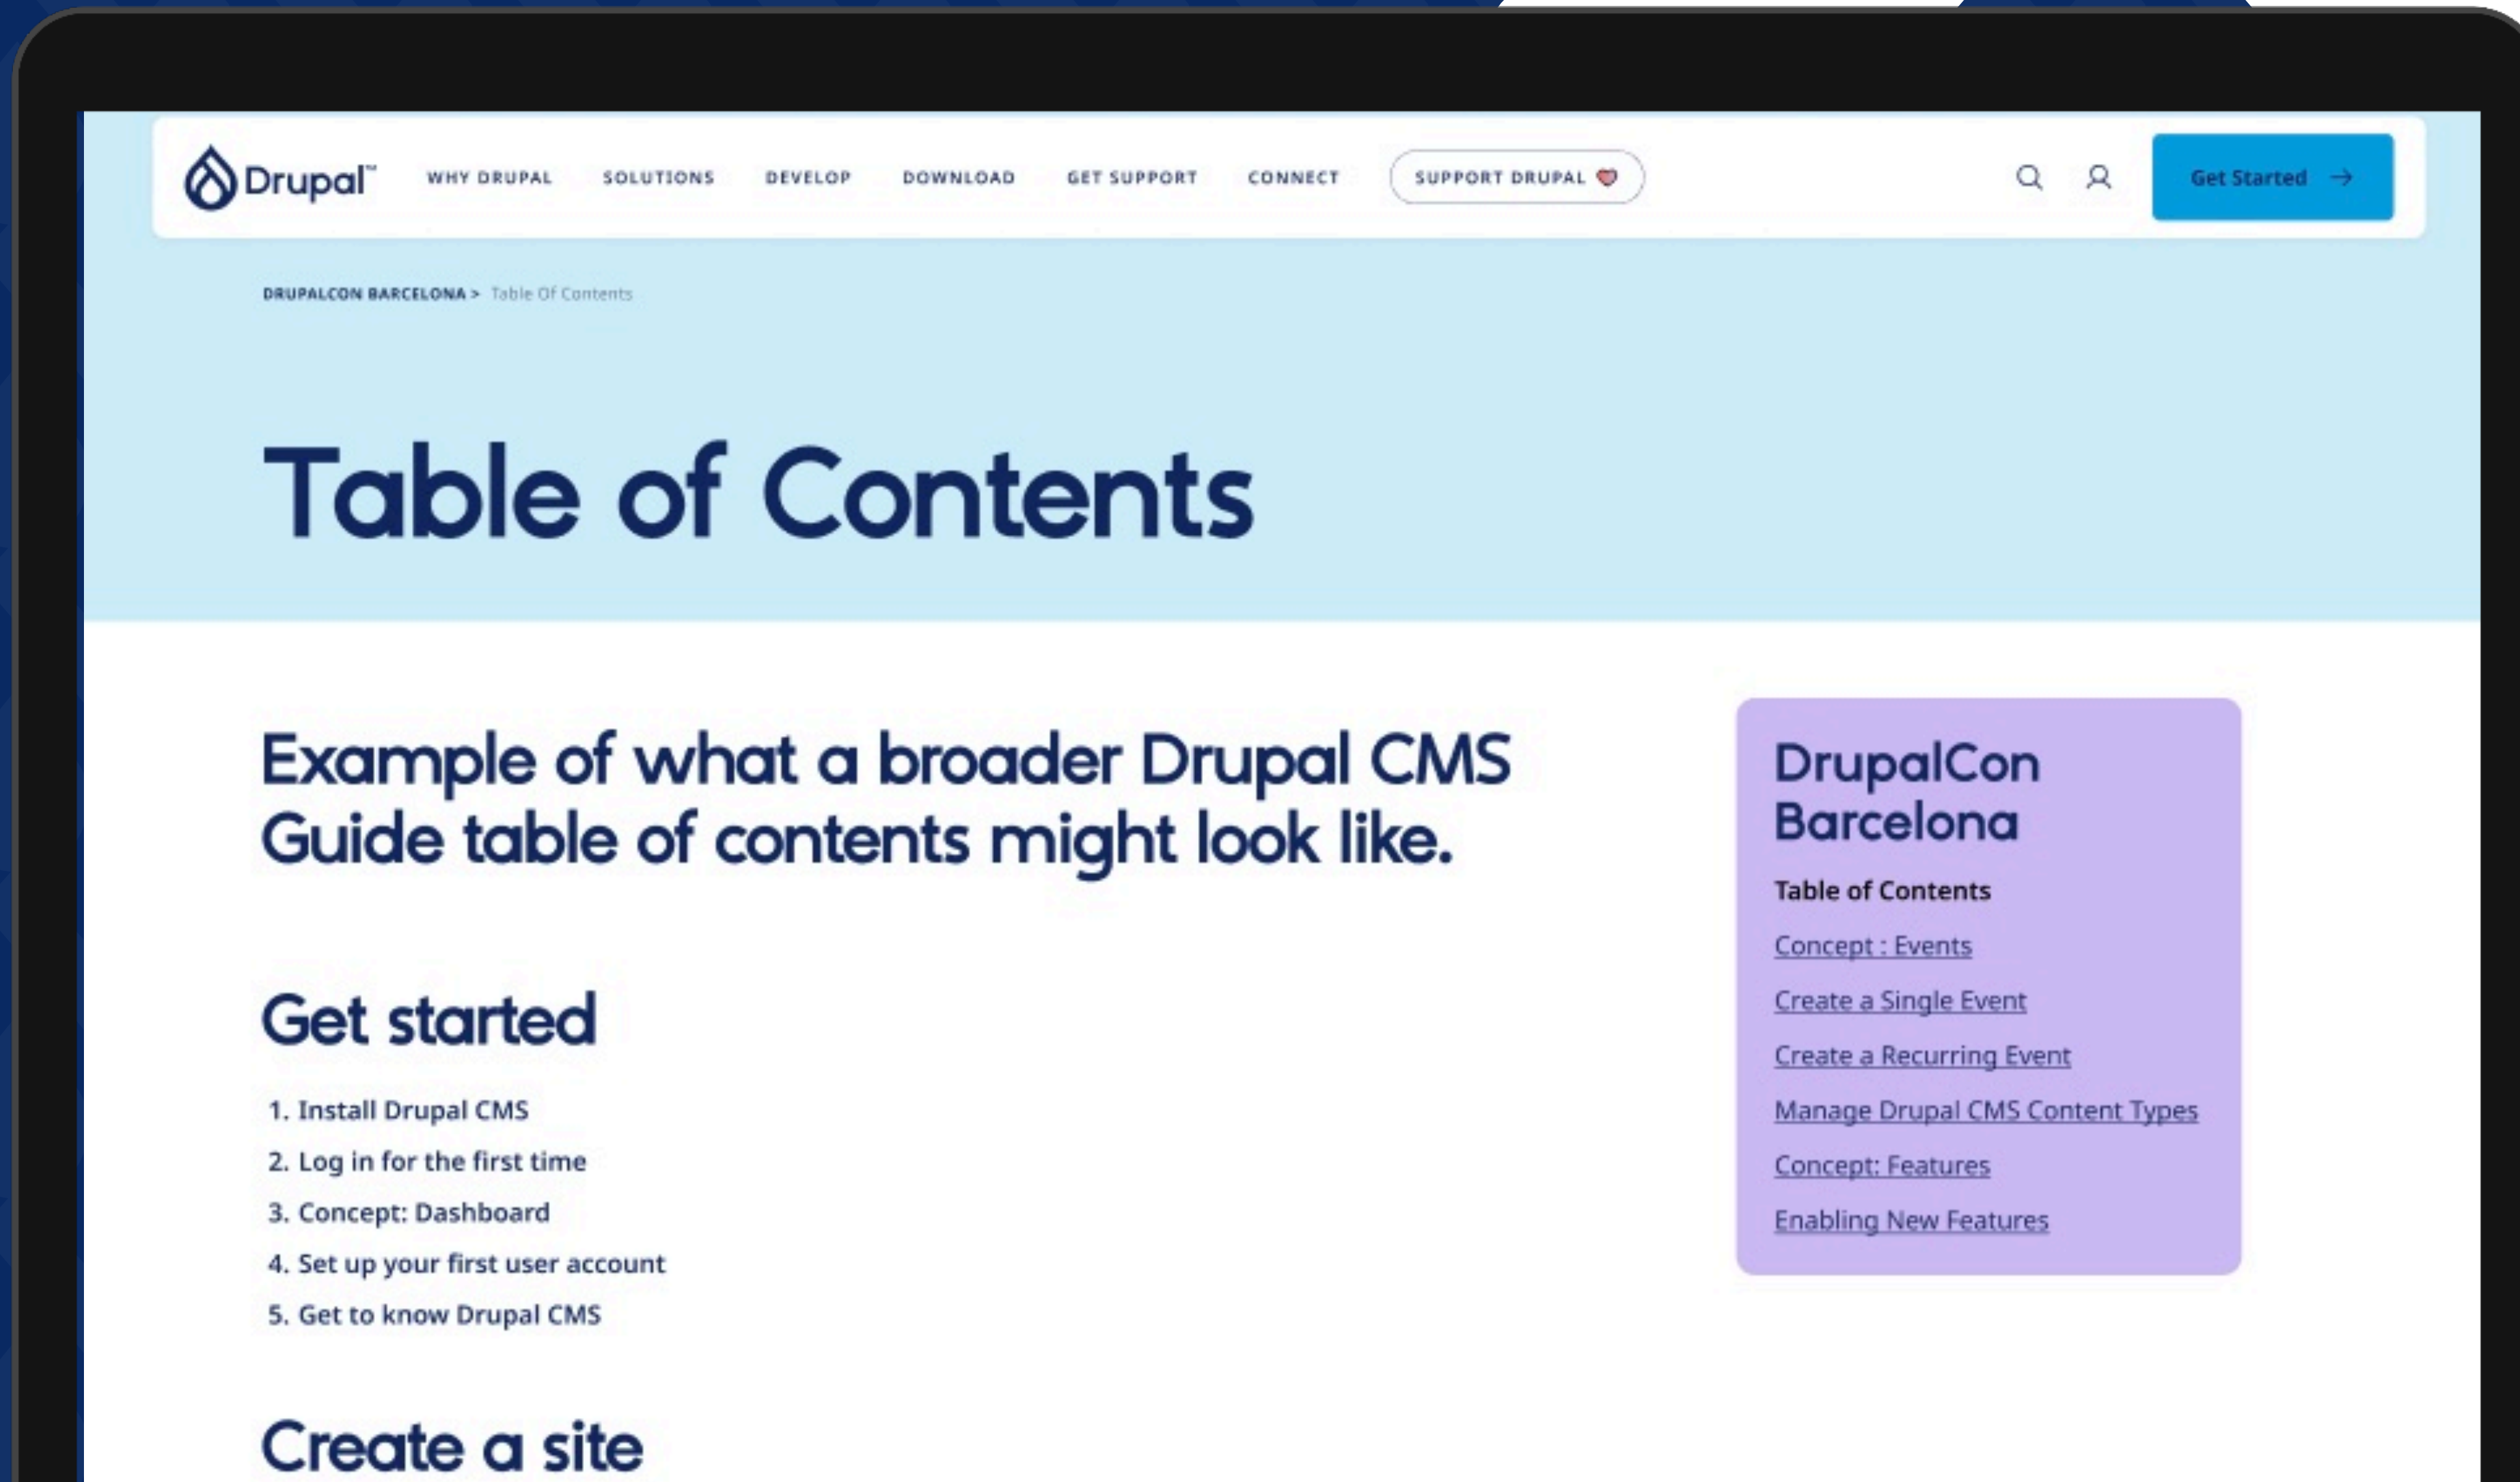 Drupal™
WHY DRUPAL
SOLUTIONS
DEVELOP
DOWNLOAD
GET SUPPORT
CONNECT
SUPPORT DRUPAL
Get Started
DRUPALCON BARCELONA > Table Of Contents
Table of Contents
Example of what a broader Drupal CMS
Guide table of contents might look like.
Get started
1. Install Drupal CMS
2. Log in for the first time
3. Concept: Dashboard
4. Set up your first user account
5. Get to know Drupal CMS
Create a site
DrupalCon
Barcelona
Table of Contents
Concept : Events
Create a Single Event
Create a Recurring Event
Manage Drupal CMS Content Types
Concept: Features
Enabling New Features